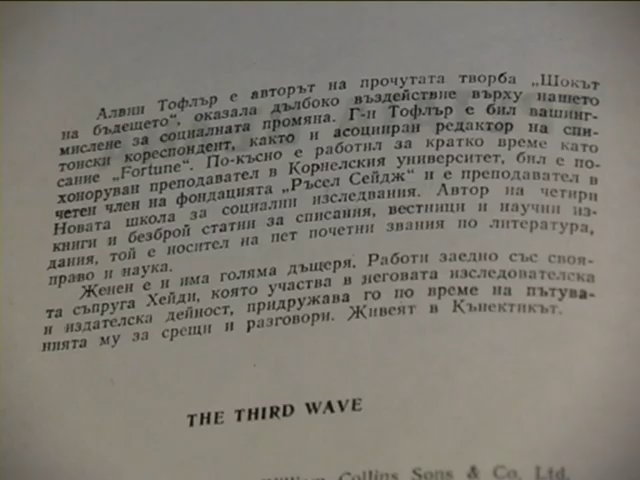 Алвин Тофлър е авторът на прочутата творба „Шокът
на бъдещето“, оказала дълбоко въздействие върху нашето
мислене за социалната промяна. Г-н Тофлър е бил вашинг-
тонски кореспондент, както и асоцииран редактор на спи-
сание „Fortune“. По-късно е работил за кратко време като
хоноруван преподавател в Корнелския университет, бил е по-
четен член на фондацията „Ръсел Сейдж“ и е преподавател в
Новата школа за социални изследвания. Автор на четири
книги и безброй статии за списания, вестници и научни из-
дания, той е носител на пет почетни звания по литература,
право и наука.
Женен е и има голяма дъщеря. Работи заедно със своя-
та съпруга Хейди, която участва в неговата изследователска
и издателска дейност, придружава го по време на пътува-
нията му за срещи и разговори. Живеят в Кънектикът.
THE THIRD WAVE
William Collins Sons & Co. Ltd.